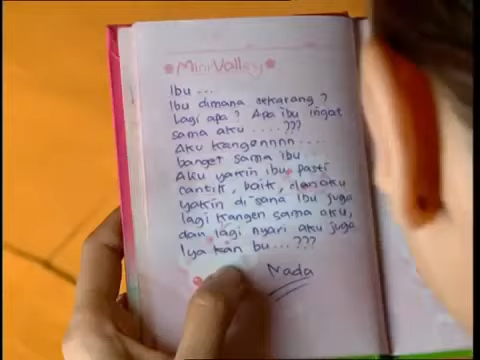 Mini Valley
Ibu ...
Ibu dimana sekarang?
Lagi apa? Apa ibu ingat
sama aku ....???
Aku kangennnn....
banget sama ibu...
Aku yakin ibu pasti
cantik, baik, dan aku
yakin di sana Ibu juga
lagi kangen sama aku,
dan lagi nyari aku juga
Iya kan bu...???
Nada